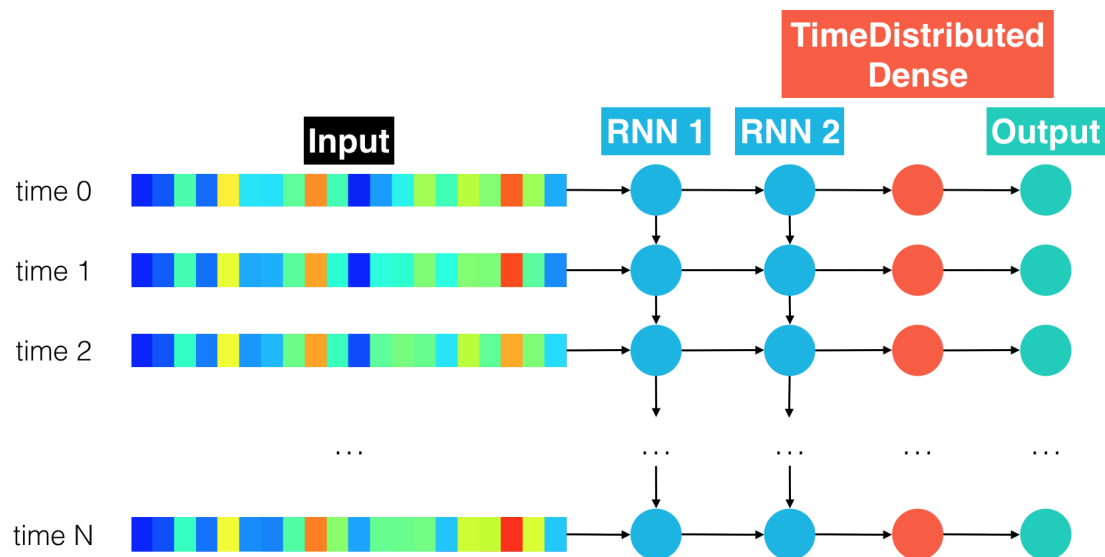 TimeDistributed
Dense
Input
RNN 1
RNN 2
Output
time 0
time 1
time 2
... ... ... ... ...
time N